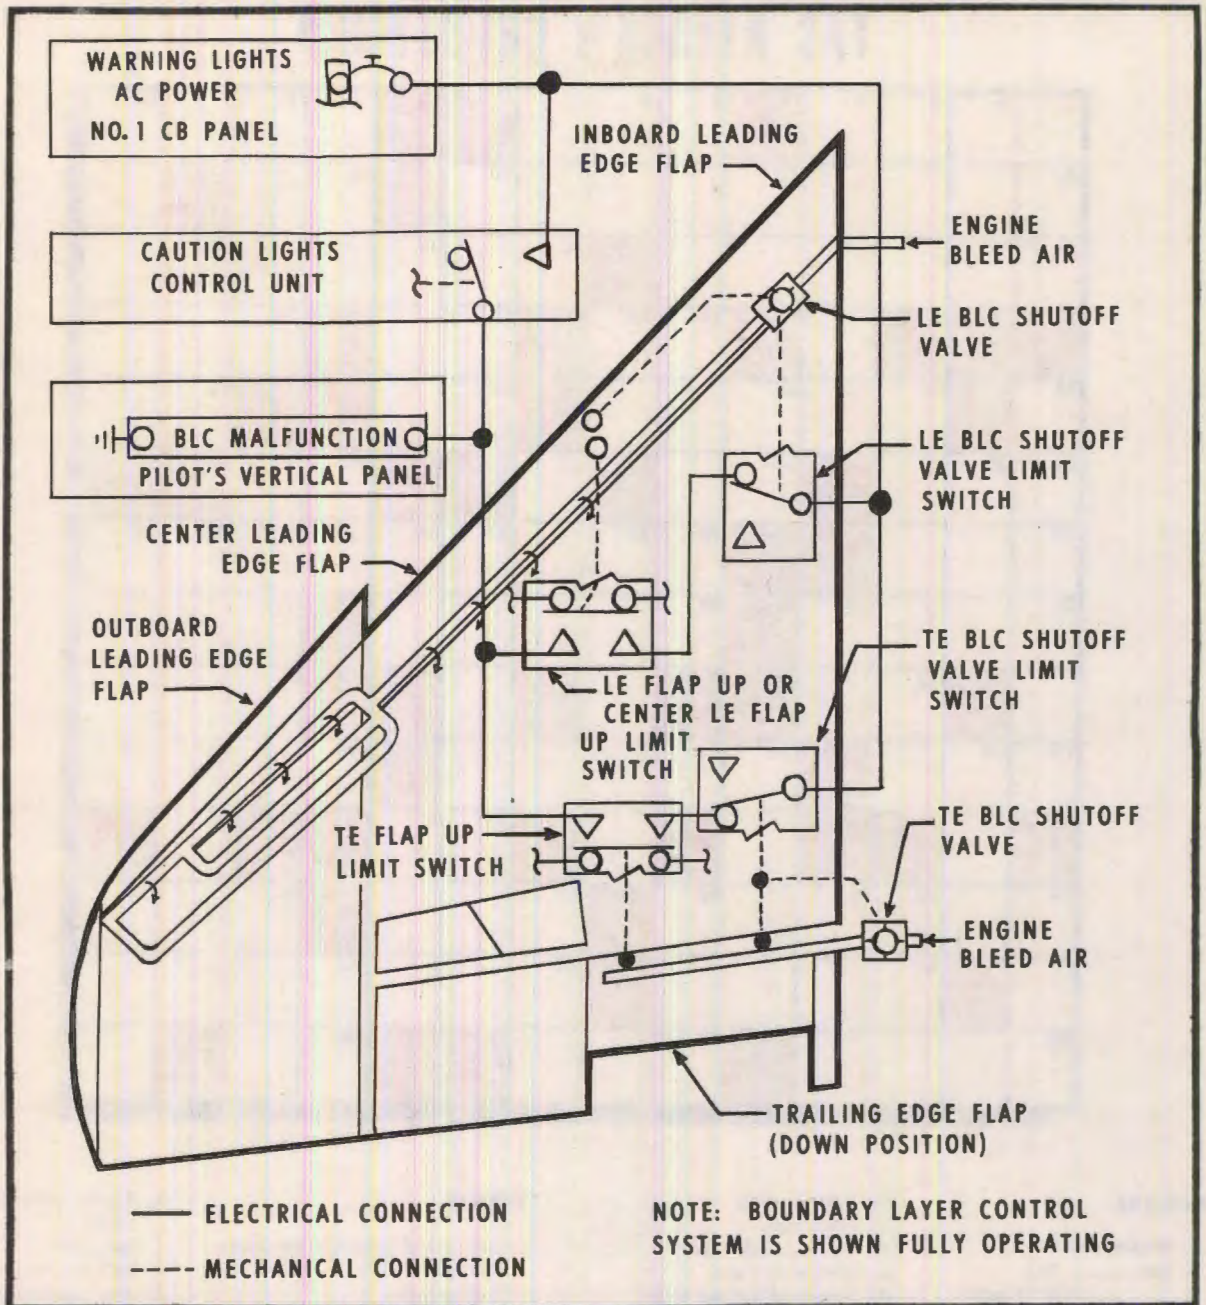 WARNING LIGHTS
AC POWER
NO. 1 CB PANEL
INBOARD LEADING
EDGE FLAP
CAUTION LIGHTS
CONTROL UNIT
ENGINE
BLEED AIR
LE BLC SHUTOFF
VALVE
BLC MALFUNCTION
PILOT'S VERTICAL PANEL
LE BLC SHUTOFF
VALVE LIMIT
SWITCH
CENTER LEADING
EDGE FLAP
OUTBOARD
LEADING EDGE
FLAP
TE BLC SHUTOFF
VALVE LIMIT
SWITCH
LE FLAP UP OR
CENTER LE FLAP
UP LIMIT
SWITCH
TE FLAP UP
LIMIT SWITCH
TE BLC SHUTOFF
VALVE
ENGINE
BLEED AIR
TRAILING EDGE FLAP
(DOWN POSITION)
ELECTRICAL CONNECTION
MECHANICAL CONNECTION
NOTE: BOUNDARY LAYER CONTROL
SYSTEM IS SHOWN FULLY OPERATING